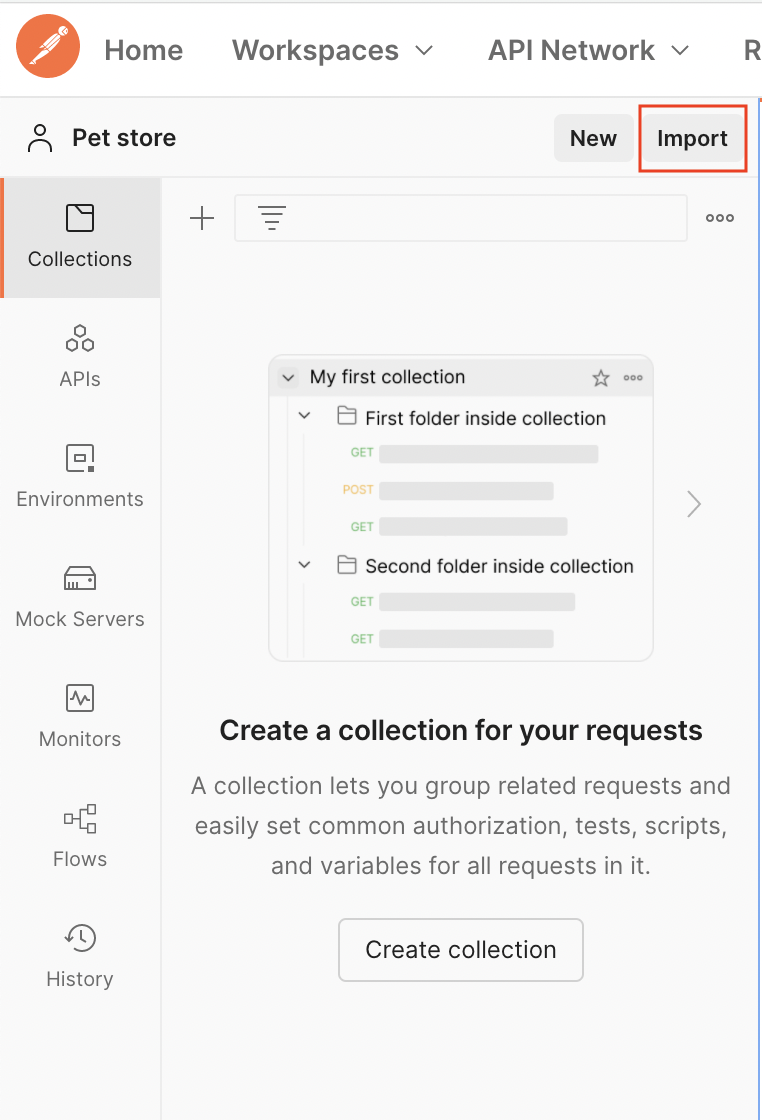 Home Workspaces API Network R
Pet store New Import
Collections
APIs
Environments
Mock Servers
Monitors
Flows
History
My first collection
First folder inside collection
GET
POST
GET
Second folder inside collection
GET
GET
Create a collection for your requests
A collection lets you group related requests and
easily set common authorization, tests, scripts,
and variables for all requests in it.
Create collection